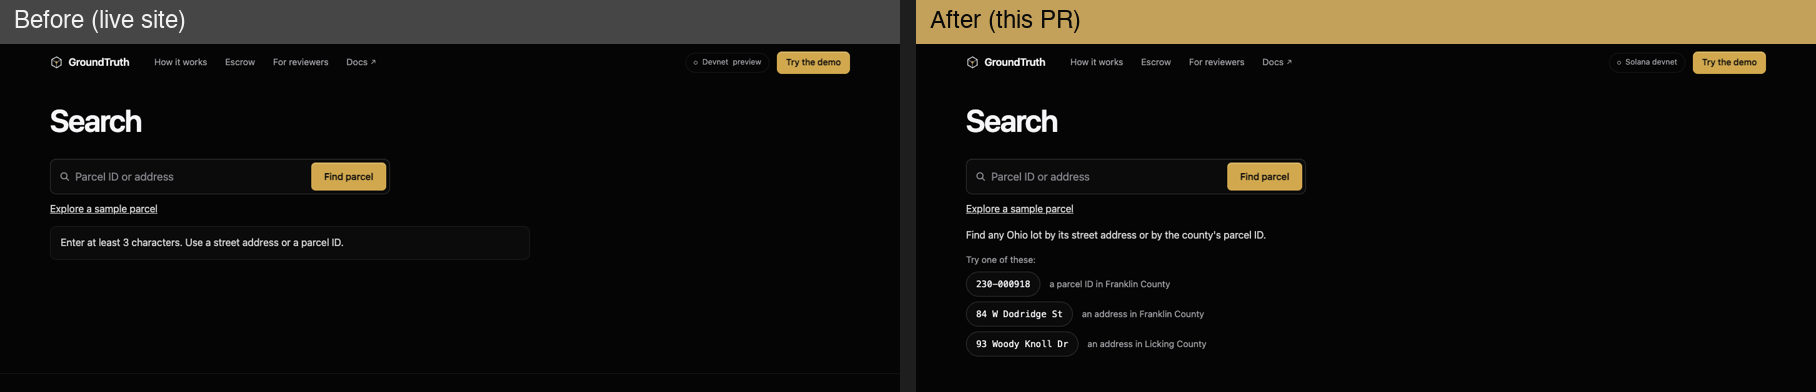 Before (live site)
GroundTruth How it works Escrow For reviewers Docs ↗ Devnet preview Try the demo
Search
Parcel ID or address Find parcel
Explore a sample parcel
Enter at least 3 characters. Use a street address or a parcel ID.
After (this PR)
GroundTruth How it works Escrow For reviewers Docs ↗ Solana devnet Try the demo
Search
Parcel ID or address Find parcel
Explore a sample parcel
Find any Ohio lot by its street address or by the county's parcel ID.
Try one of these:
230-000918 a parcel ID in Franklin County
84 W Dodridge St an address in Franklin County
93 Woody Knoll Dr an address in Licking County